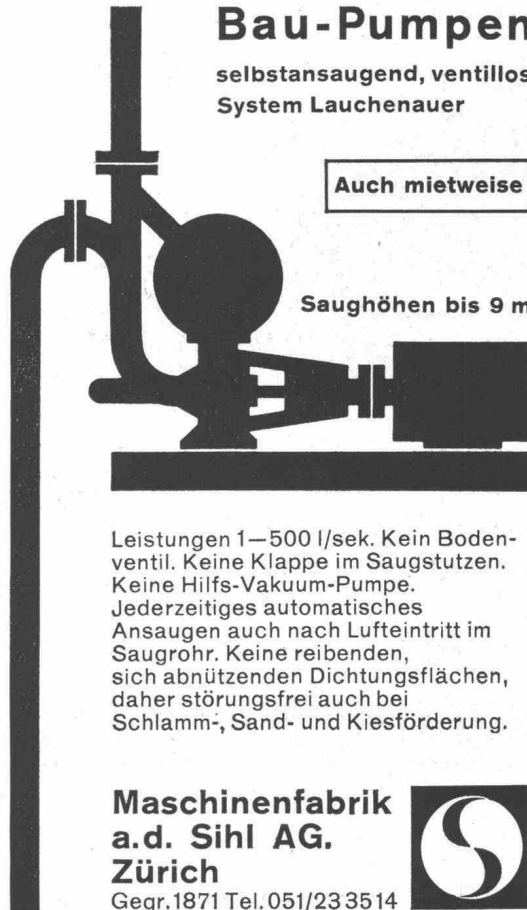 Bau-Pumpen
selbstansaugend, ventillos
System Lauchenauer
Auch mietweise
Saughöhen bis 9 m
Leistungen 1—500 l/sek. Kein Boden-
ventil. Keine Klappe im Saugstutzen.
Keine Hilfs-Vakuum-Pumpe.
Jederzeitiges automatisches
Ansaugen auch nach Lufteintritt im
Saugrohr. Keine reibenden,
sich abnützenden Dichtungsflächen,
daher störungsfrei auch bei
Schlamm-, Sand- und Kiesförderung.
Maschinenfabrik
a.d. Sihl AG.
Zürich
Gegr. 1871 Tel. 051/23 35 14